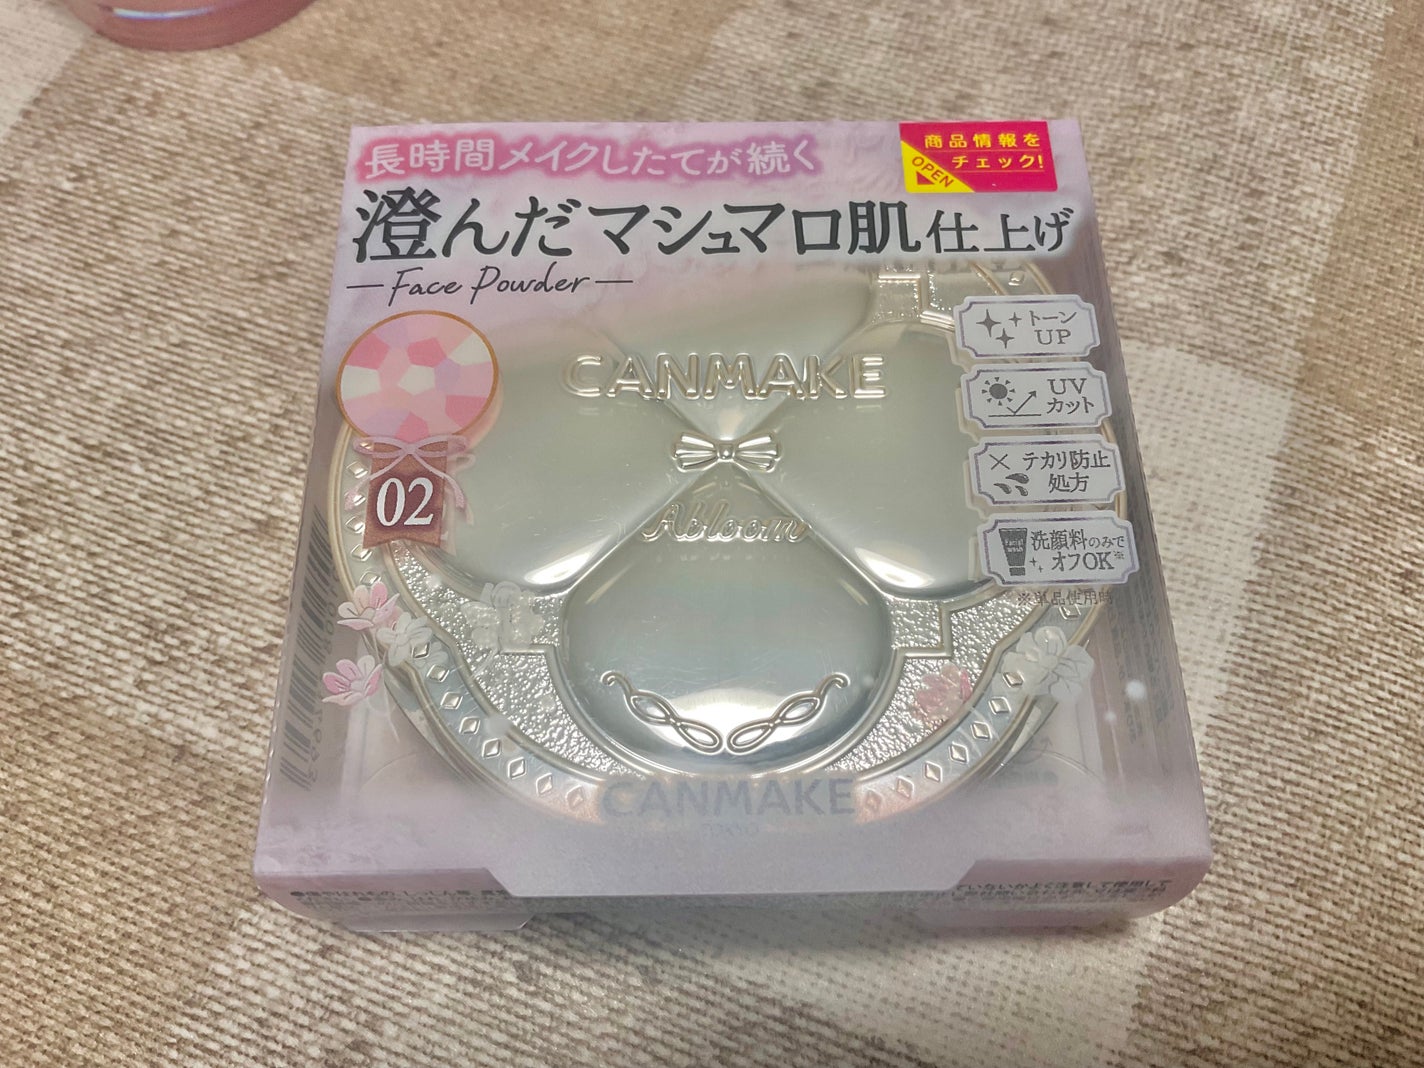 長時間メイクしたてが続く
商品情報を
チェック!
OPEN
澄んだマシュマロ肌仕上げ
Face Powder
CANMAKE
Abloom
02
トーン
UP
UV
カット
テカリ防止
処方
洗顔料のみで
オフOK※
※単品使用時
CANMAKE
TOKYO